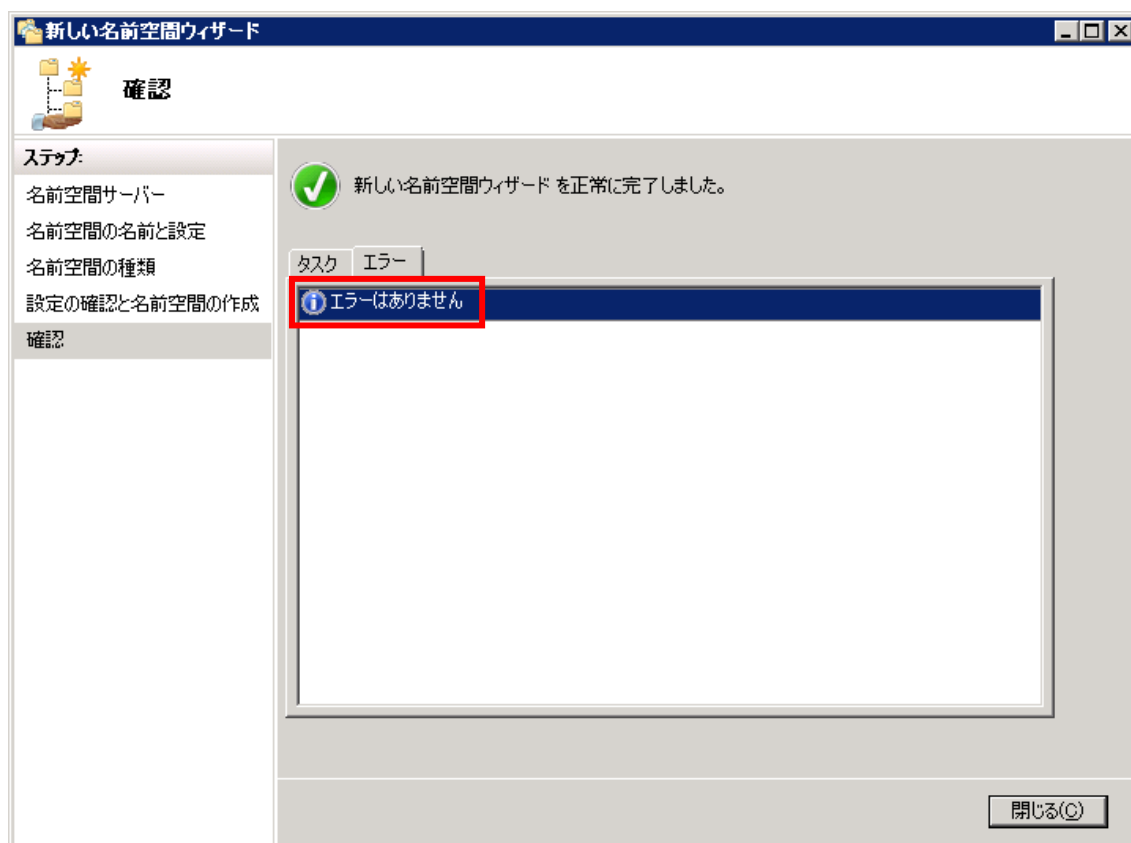 新しい名前空間ウィザード
確認
ステップ:
名前空間サーバー
名前空間の名前と設定
名前空間の種類
設定の確認と名前空間の作成
確認
新しい名前空間ウィザード を正常に完了しました。
タスク エラー
エラーはありません
閉じる(C)